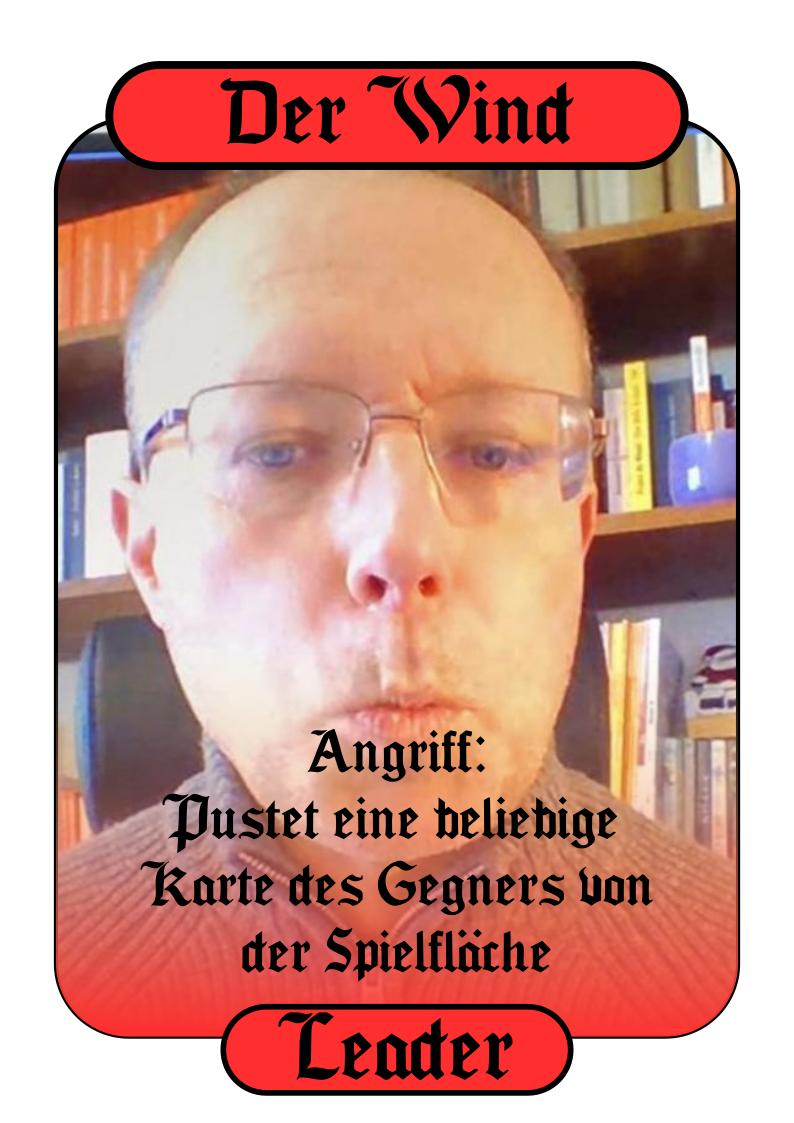 Der Wind
Angriff:
Pustet eine beliebige
Karte des Gegners von
der Spielfläche
Leader